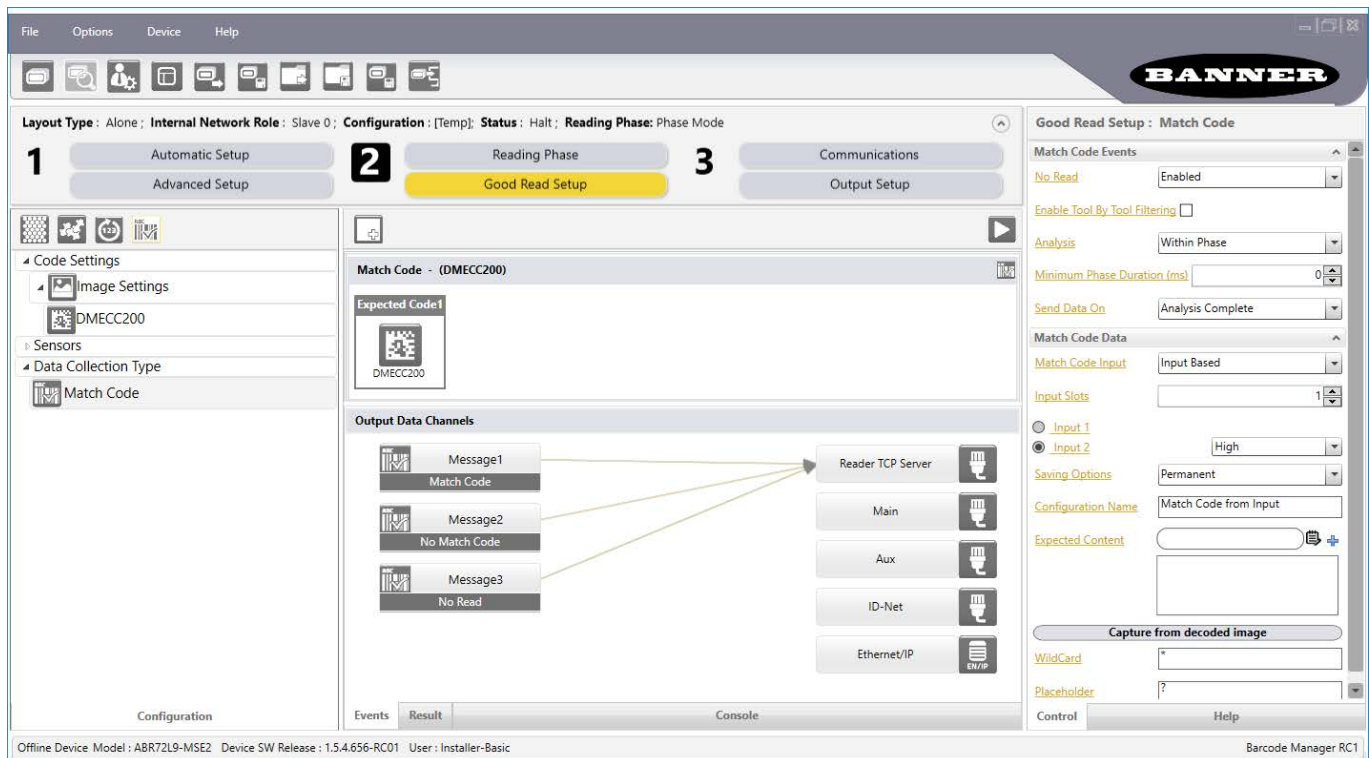 File Options Device Help
BANNER
Layout Type : Alone ; Internal Network Role : Slave 0 ; Configuration : [Temp]; Status : Halt ; Reading Phase: Phase Mode
1 Automatic Setup
Advanced Setup
2 Reading Phase
Good Read Setup
3 Communications
Output Setup
123
ABC
Code Settings
Image Settings
DMECC200
Sensors
Data Collection Type
Match Code
Configuration
Match Code - (DMECC200)
Expected Code1
DMECC200
Output Data Channels
Message1
Match Code
Message2
No Match Code
Message3
No Read
Reader TCP Server
Main
Aux
ID-Net
Ethernet/IP
EN/IP
Events Result Console
Good Read Setup : Match Code
Match Code Events
No Read Enabled
Enable Tool By Tool Filtering
Analysis Within Phase
Minimum Phase Duration (ms) 0
Send Data On Analysis Complete
Match Code Data
Match Code Input Input Based
Input Slots 1
Input 1
Input 2 High
Saving Options Permanent
Configuration Name Match Code from Input
Expected Content
Capture from decoded image
WildCard *
Placeholder ?
Control Help
Offline Device Model : ABR72L9-MSE2 Device SW Release : 1.5.4.656-RC01 User : Installer-Basic
Barcode Manager RC1